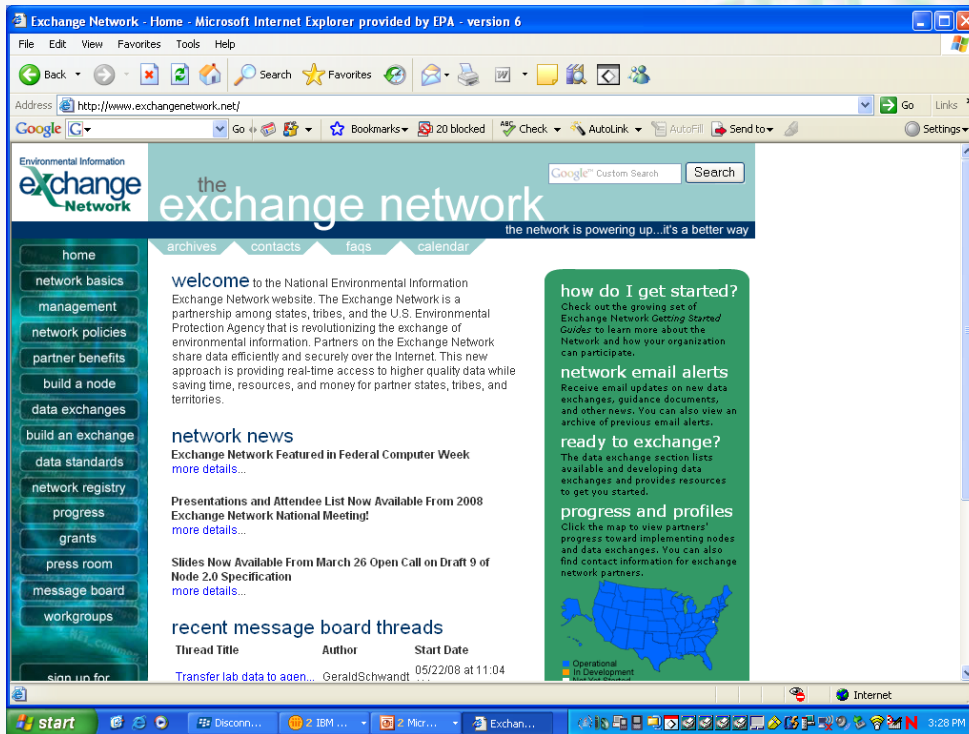 Exchange Network - Home - Microsoft Internet Explorer provided by EPA - version 6
File Edit View Favorites Tools Help
Back Search Favorites
Address http://www.exchangenetwork.net/ Go Links
Google G Go Bookmarks 20 blocked Check AutoLink AutoFill Send to Settings
Environmental Information
exchange
Network
the
exchange network
Google™ Custom Search Search
the network is powering up...it's a better way
archives contacts faqs calendar
home
network basics
management
network policies
partner benefits
build a node
data exchanges
build an exchange
data standards
network registry
progress
grants
press room
message board
workgroups
sign up for
welcome to the National Environmental Information
Exchange Network website. The Exchange Network is a
partnership among states, tribes, and the U.S. Environmental
Protection Agency that is revolutionizing the exchange of
environmental information. Partners on the Exchange Network
share data efficiently and securely over the Internet. This new
approach is providing real-time access to higher quality data while
saving time, resources, and money for partner states, tribes, and
territories.
network news
Exchange Network Featured in Federal Computer Week
more details...
Presentations and Attendee List Now Available From 2008
Exchange Network National Meeting!
more details...
Slides Now Available From March 26 Open Call on Draft 9 of
Node 2.0 Specification
more details...
recent message board threads
Thread Title Author Start Date
Transfer lab data to agen... GeraldSchwandt 05/22/08 at 11:04
how do I get started?
Check out the growing set of
Exchange Network Getting Started
Guides to learn more about the
Network and how your organization
can participate.
network email alerts
Receive email updates on new data
exchanges, guidance documents,
and other news. You can also view an
archive of previous email alerts.
ready to exchange?
The data exchange section lists
available and developing data
exchanges and provides resources
to get you started.
progress and profiles
Click the map to view partners'
progress toward implementing nodes
and data exchanges. You can also
find contact information for exchange
network partners.
Operational
In Development
Not Yet Started
Internet
start Disconn... 2 IBM ... 2 Micr... Exchan... 3:28 PM